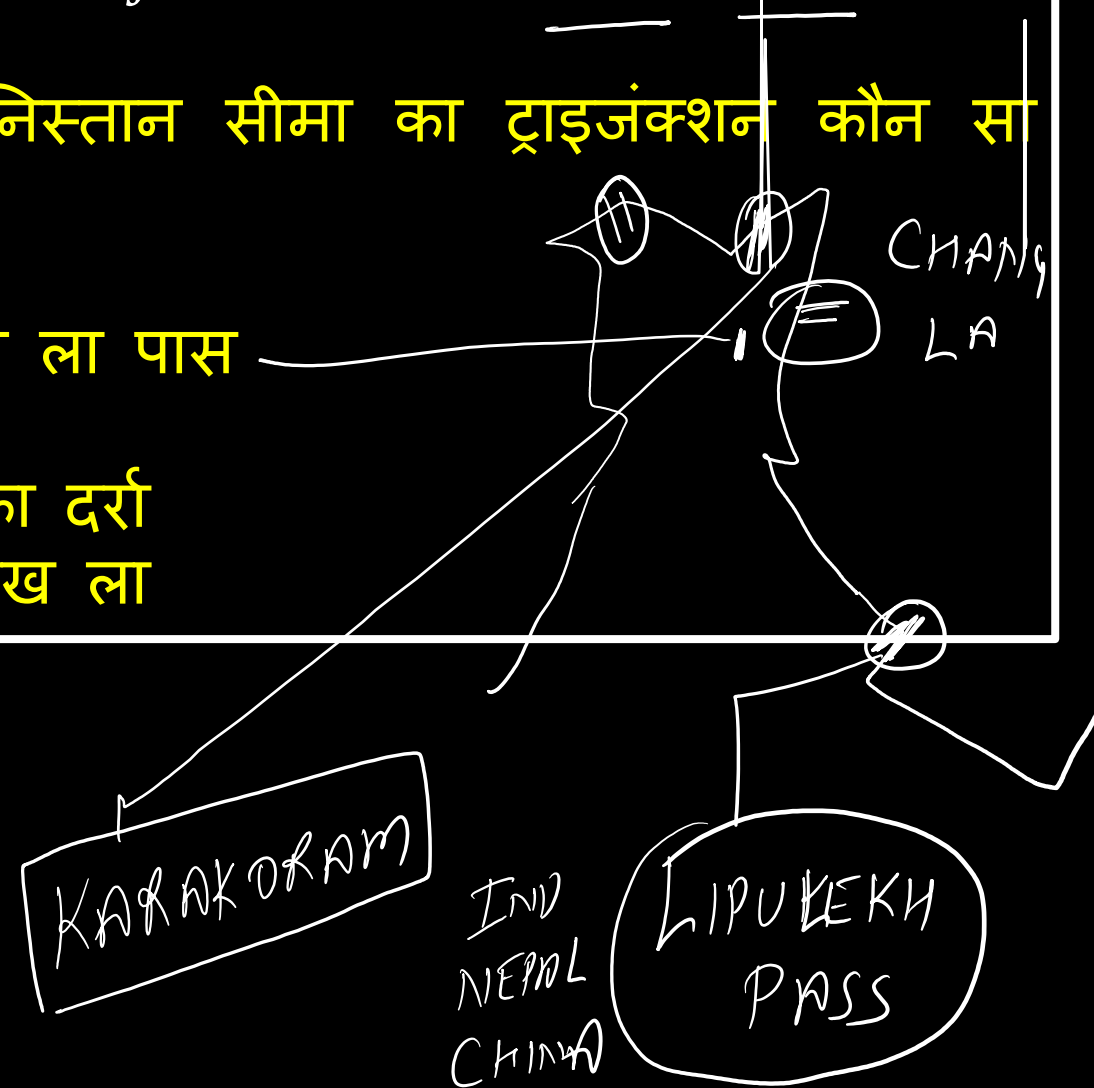 निस्तान सीमा का ट्राइजंक्शन कौन सा
CHANG
LA
ला पास
दर्रा
ख ला
KARAKORAM
IND
NEPAL
CHINA
LIPULEKH
PASS